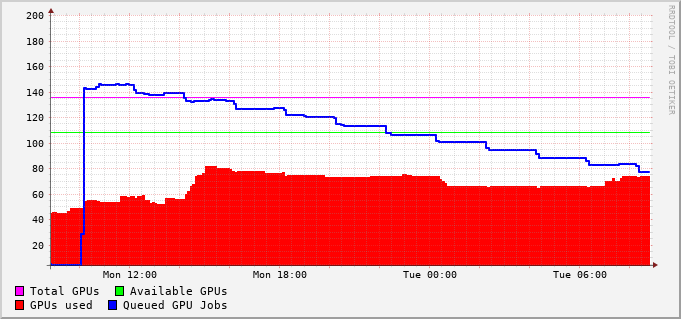 200
180
160
140
120
100
80
60
40
20
Mon 12:00 Mon 18:00 Tue 00:00 Tue 06:00
Total GPUs Available GPUs
GPUs used Queued GPU Jobs
RRDTOOL / TOBI OETIKER